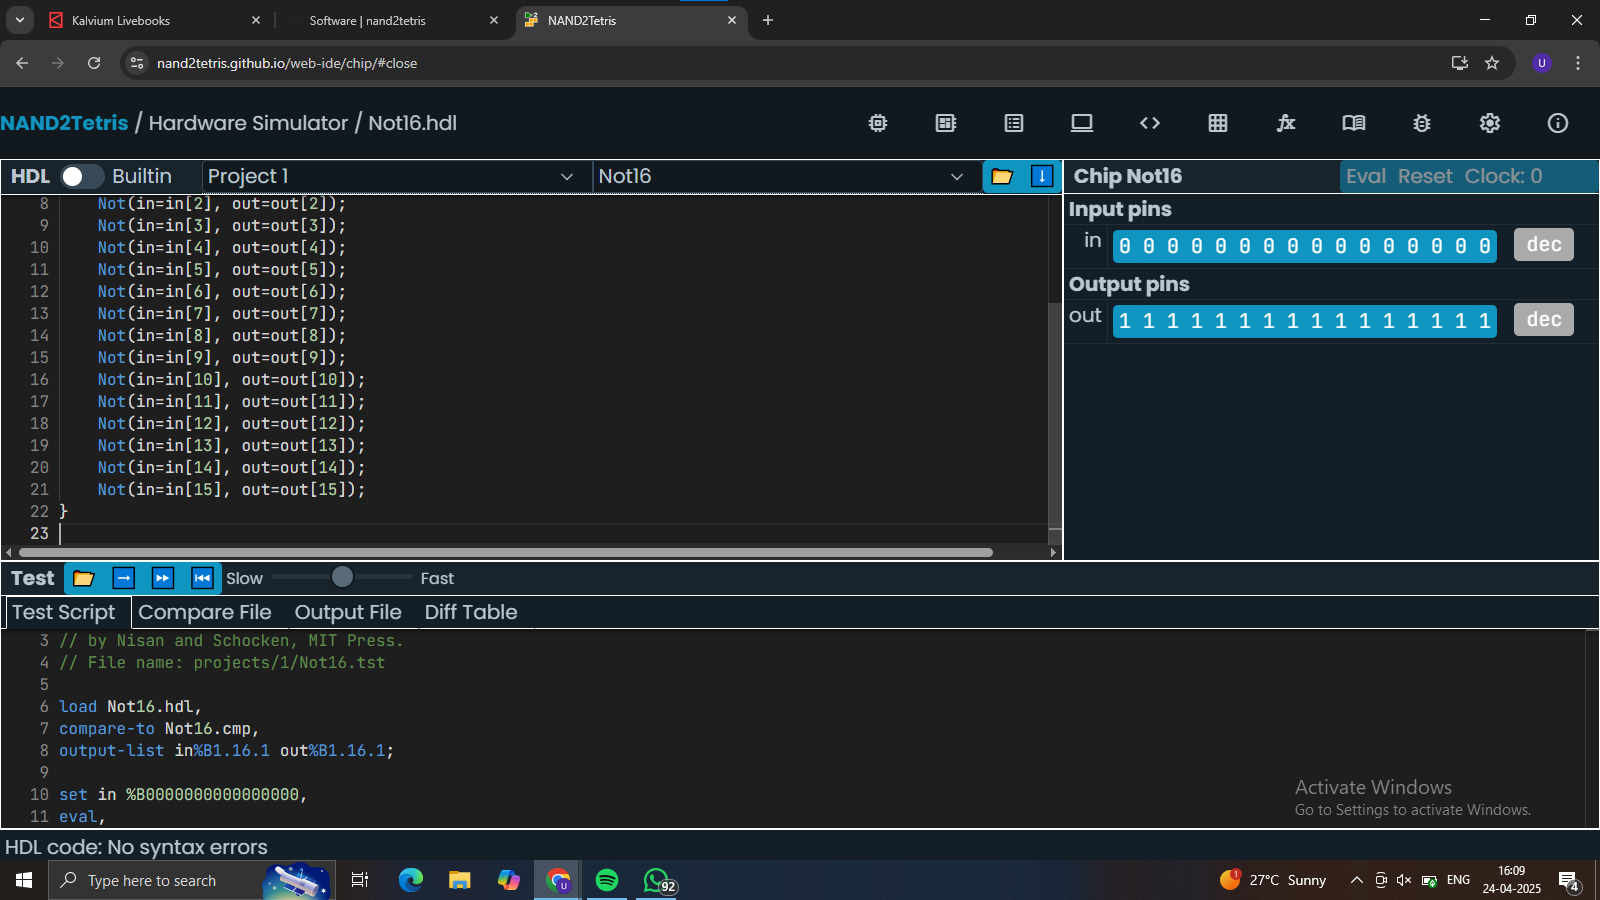 Kalvium Livebooks
Software | nand2tetris
NAND2Tetris
nand2tetris.github.io/web-ide/chip/#close
U
NAND2Tetris / Hardware Simulator / Not16.hdl
HDL Builtin Project 1 Not16
Chip Not16 Eval Reset Clock: 0
8 Not(in=in[2], out=out[2]);
9 Not(in=in[3], out=out[3]);
10 Not(in=in[4], out=out[4]);
11 Not(in=in[5], out=out[5]);
12 Not(in=in[6], out=out[6]);
13 Not(in=in[7], out=out[7]);
14 Not(in=in[8], out=out[8]);
15 Not(in=in[9], out=out[9]);
16 Not(in=in[10], out=out[10]);
17 Not(in=in[11], out=out[11]);
18 Not(in=in[12], out=out[12]);
19 Not(in=in[13], out=out[13]);
20 Not(in=in[14], out=out[14]);
21 Not(in=in[15], out=out[15]);
22 }
23
Input pins
in 0 0 0 0 0 0 0 0 0 0 0 0 0 0 0 0 dec
Output pins
out 1 1 1 1 1 1 1 1 1 1 1 1 1 1 1 1 dec
Test Slow Fast
Test Script Compare File Output File Diff Table
3 // by Nisan and Schocken, MIT Press.
4 // File name: projects/1/Not16.tst
5
6 load Not16.hdl,
7 compare-to Not16.cmp,
8 output-list in%B1.16.1 out%B1.16.1;
9
10 set in %B0000000000000000,
11 eval,
Activate Windows
Go to Settings to activate Windows.
HDL code: No syntax errors
Type here to search
U
92
1
27°C Sunny
ENG
16:09
24-04-2025
4